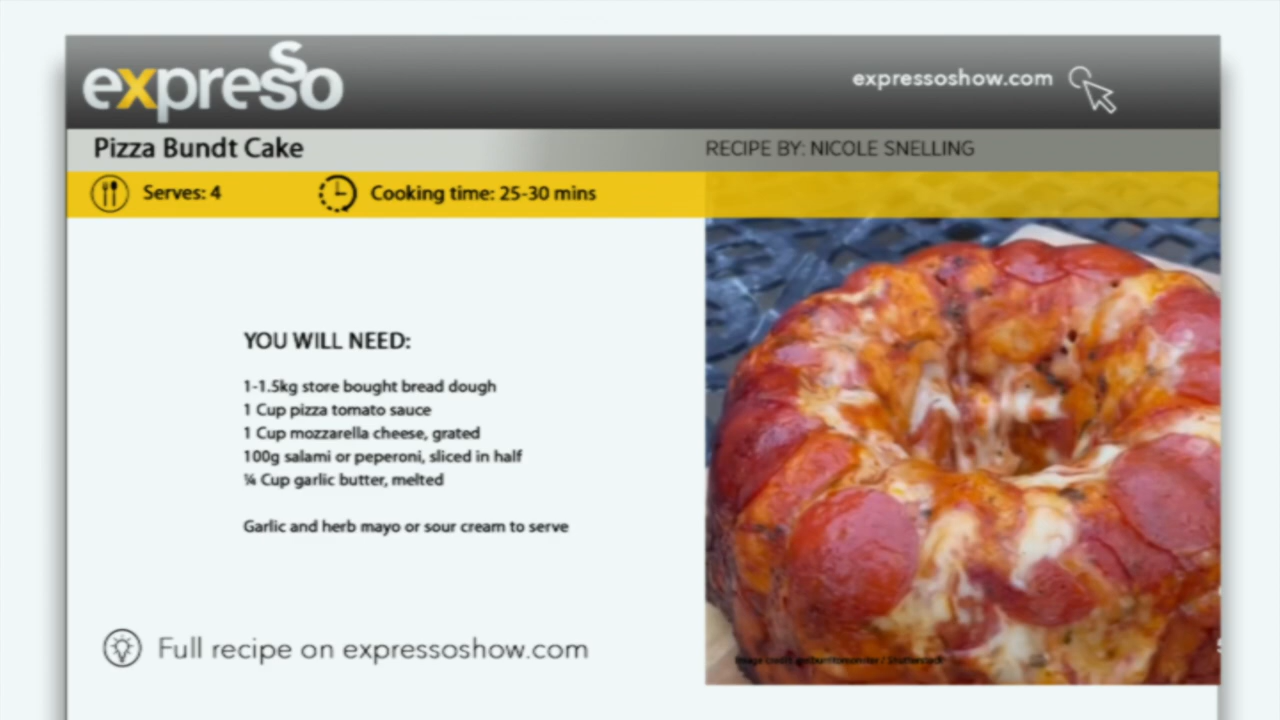 expresso
expressoshow.com
Pizza Bundt Cake
RECIPE BY: NICOLE SNELLING
Serves: 4
Cooking time: 25-30 mins
YOU WILL NEED:
1-1.5kg store bought bread dough
1 Cup pizza tomato sauce
1 Cup mozzarella cheese, grated
100g salami or peperoni, sliced in half
¼ Cup garlic butter, melted
Garlic and herb mayo or sour cream to serve
Full recipe on expressoshow.com
Image credit: / Shutterstock